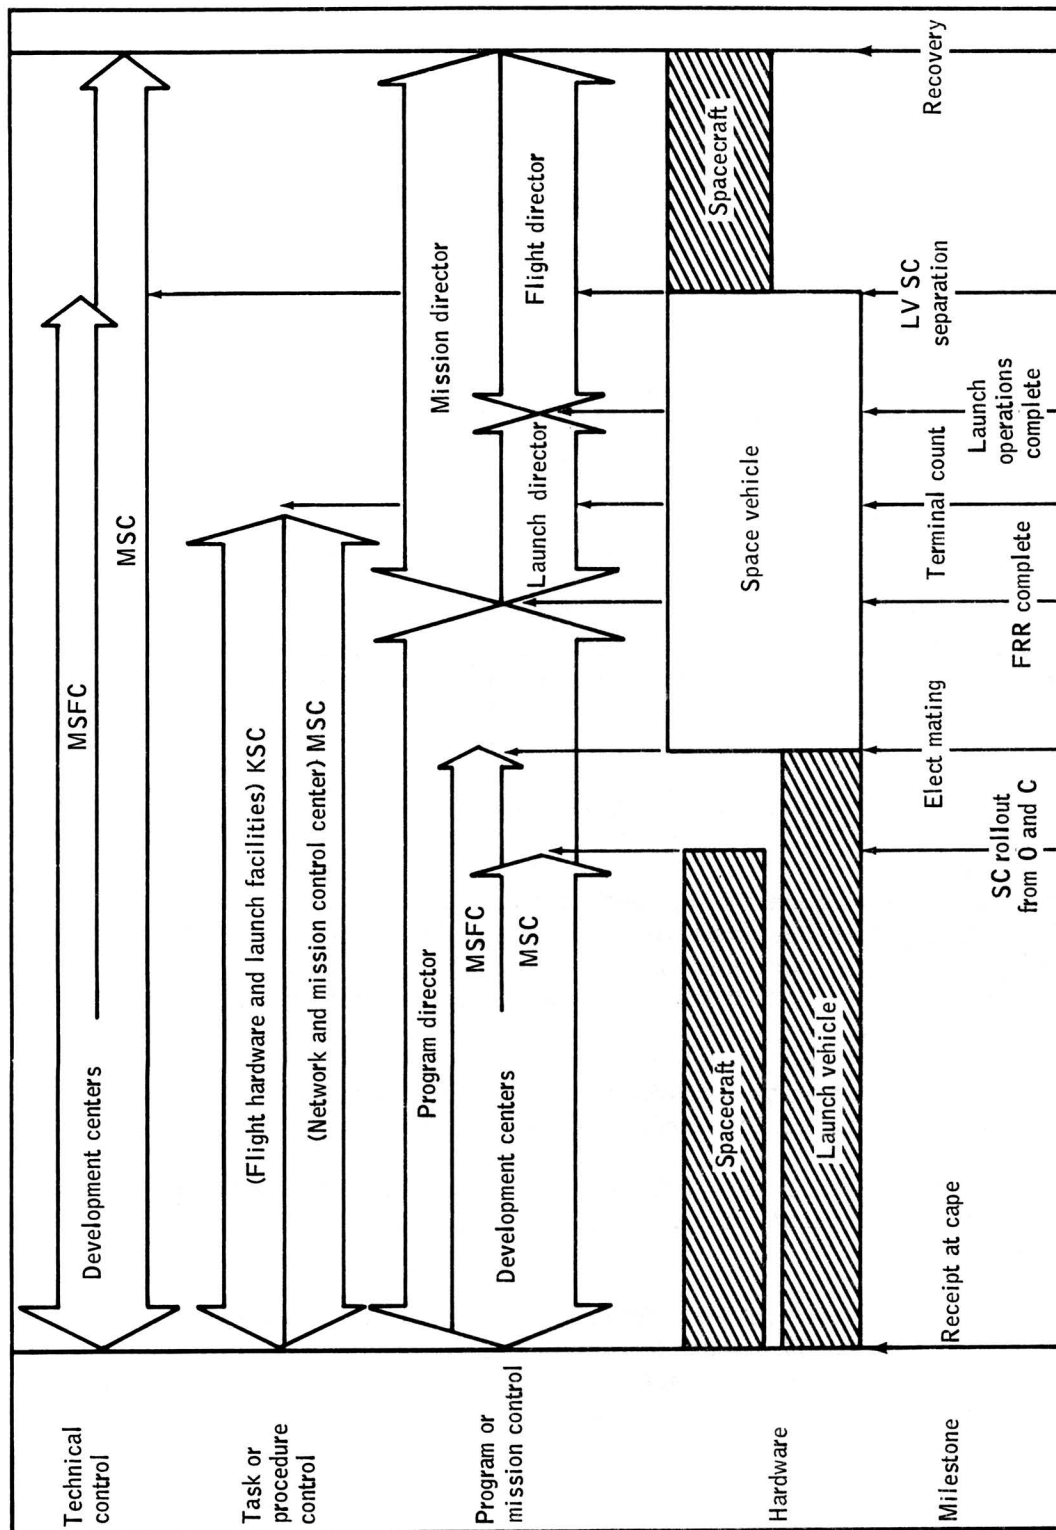 Technical
control
Development centers
MSFC
MSC
Task or
procedure
control
(Flight hardware and launch facilities) KSC
(Network and mission control center) MSC
Program or
mission control
Program director
Mission director
Development centers
MSFC
MSC
Launch director
Flight director
Hardware
Spacecraft
Launch vehicle
Space vehicle
Spacecraft
Milestone
Receipt at cape
SC rollout
from O and C
Elect mating
FRR complete
Terminal count
Launch
operations
complete
LV SC
separation
Recovery